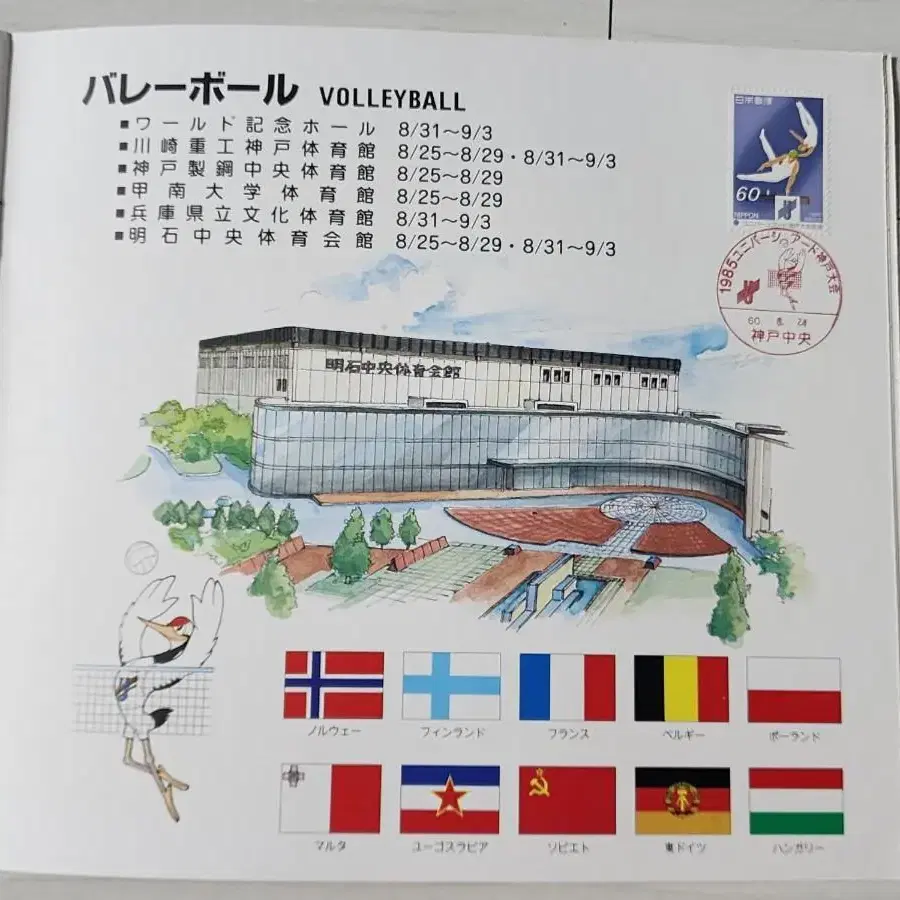 バレーボール VOLLEYBALL
■ワールド記念ホール 8/31〜9/3
■川崎重工神戸体育館 8/25〜8/29・8/31〜9/3
■神戸製鋼中央体育館 8/25〜8/29
■甲南大学体育館 8/25〜8/29
■兵庫県立文化体育館 8/31〜9/3
■明石中央体育会館 8/25〜8/29・8/31〜9/3
日本郵便
60
NIPPON
1985ユニバーシアード神戸大会
60. 8. 24
神戸中央
明石中央体育会館
ノルウェー フィンランド フランス ベルギー ポーランド
マルタ ユーゴスラビア ソビエト 東ドイツ ハンガリー